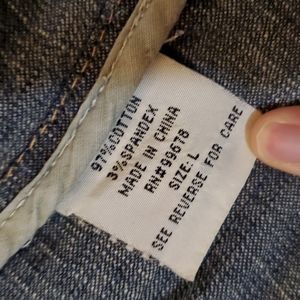 97%COTTON
3%SPANDEX
MADE IN CHINA
RN#99678
SIZE:L
SEE REVERSE FOR CARE